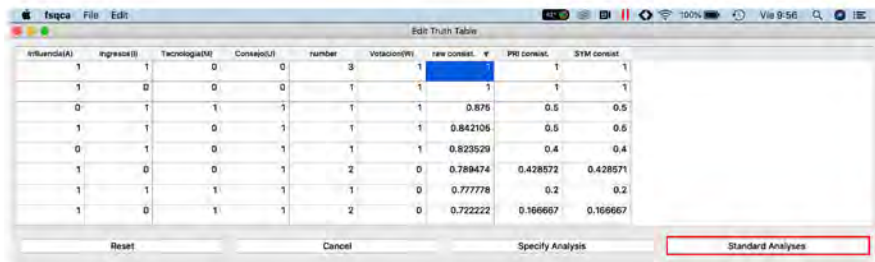 fsqca File Edit 100% Vie 9:56
Edit Truth Table
Influencia(A) Ingresos(I) Tecnologia(M) Consejo(U) number Votacion(W) raw consist. PRI consist. SYM consist
1 1 0 0 3 1 1 1 1
1 0 0 0 1 1 1 1 1
0 1 1 1 1 1 0.875 0.5 0.5
1 1 0 1 1 1 0.842105 0.5 0.5
0 1 0 1 1 1 0.823529 0.4 0.4
1 0 0 1 2 0 0.789474 0.428572 0.428571
1 1 1 1 1 0 0.777778 0.2 0.2
1 0 1 1 2 0 0.722222 0.166667 0.166667
Reset Cancel Specify Analysis Standard Analyses